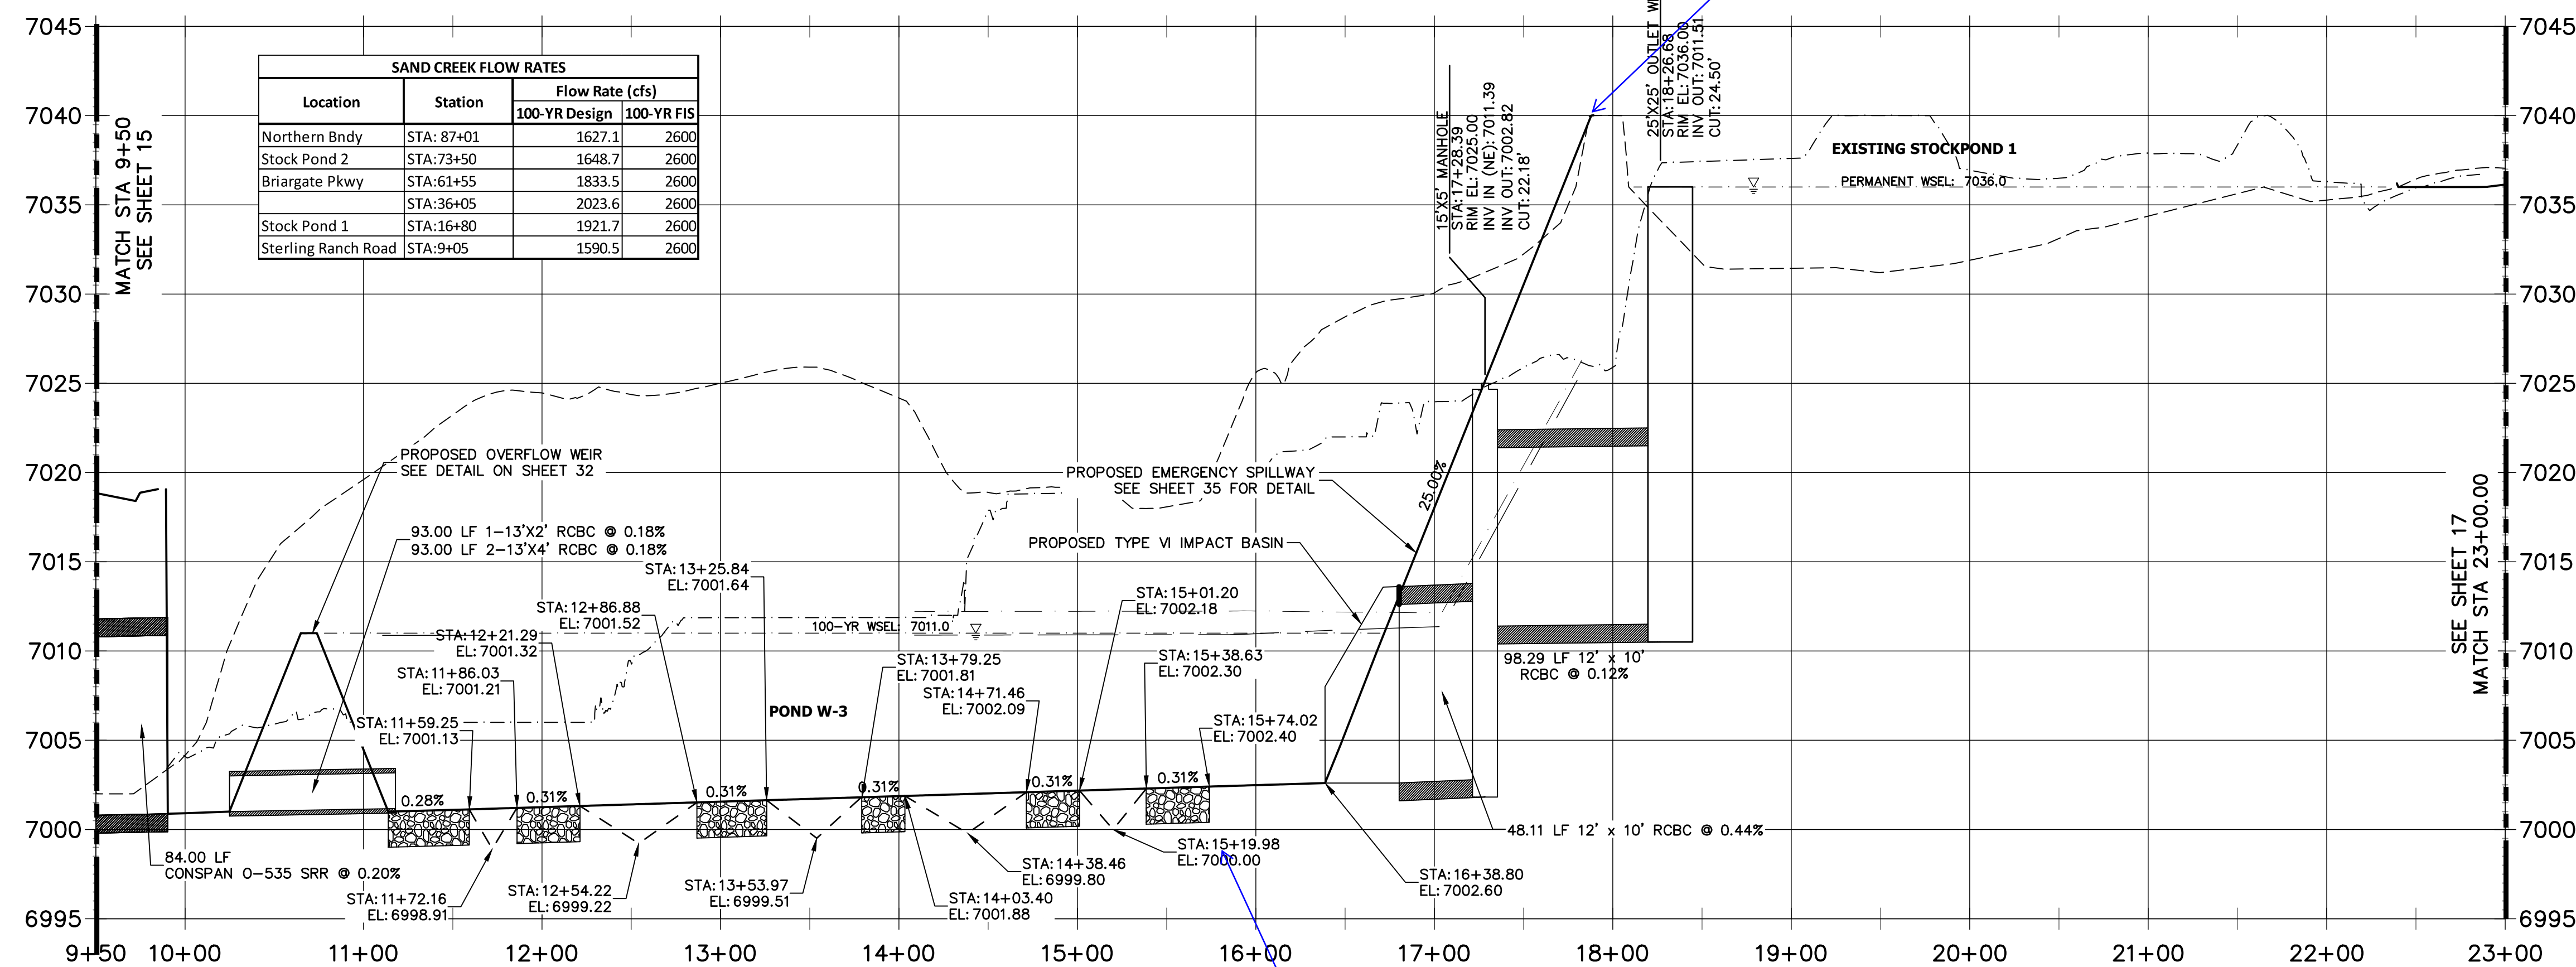 7045
7040
7035
7030
7025
7020
7015
7010
7005
7000
6995
MATCH STA 9+50
SEE SHEET 15
SAND CREEK FLOW RATES
Location Station Flow Rate (cfs)
100-YR Design 100-YR FIS
Northern Bndy STA: 87+01 1627.1 2600
Stock Pond 2 STA:73+50 1648.7 2600
Briargate Pkwy STA:61+55 1833.5 2600
STA:36+05 2023.6 2600
Stock Pond 1 STA:16+80 1921.7 2600
Sterling Ranch Road STA:9+05 1590.5 2600
15'X5' MANHOLE
STA:17+28.39
RIM EL: 7025.00
INV IN (NE): 7011.39
INV OUT: 7002.82
CUT: 22.18'
25'X25' OUTLET
STA:18+26.68
RIM EL: 7036.00
INV OUT: 7011.51
CUT: 24.50'
EXISTING STOCKPOND 1
PERMANENT WSEL: 7036.0
PROPOSED OVERFLOW WEIR
SEE DETAIL ON SHEET 32
93.00 LF 1-13'X2' RCBC @ 0.18%
93.00 LF 2-13'X4' RCBC @ 0.18%
PROPOSED EMERGENCY SPILLWAY
SEE SHEET 35 FOR DETAIL
25.00%
PROPOSED TYPE VI IMPACT BASIN
STA:13+25.84
EL: 7001.64
STA:12+86.88
EL: 7001.52
STA:12+21.29
EL: 7001.32
STA:11+86.03
EL: 7001.21
STA:11+59.25
EL: 7001.13
100-YR WSEL: 7011.0
STA:15+01.20
EL: 7002.18
STA:13+79.25
EL: 7001.81
STA:14+71.46
EL: 7002.09
STA:15+38.63
EL: 7002.30
STA:15+74.02
EL: 7002.40
POND W-3
98.29 LF 12' x 10'
RCBC @ 0.12%
0.28%
0.31%
0.31%
0.31%
0.31%
0.31%
48.11 LF 12' x 10' RCBC @ 0.44%
84.00 LF
CONSPAN O-535 SRR @ 0.20%
STA:11+72.16
EL: 6998.91
STA:12+54.22
EL: 6999.22
STA:13+53.97
EL: 6999.51
STA:14+03.40
EL: 7001.88
STA:14+38.46
EL: 6999.80
STA:15+19.98
EL: 7000.00
STA:16+38.80
EL: 7002.60
SEE SHEET 17
MATCH STA 23+00.00
7045
7040
7035
7030
7025
7020
7015
7010
7005
7000
6995
9+50 10+00 11+00 12+00 13+00 14+00 15+00 16+00 17+00 18+00 19+00 20+00 21+00 22+00 23+00